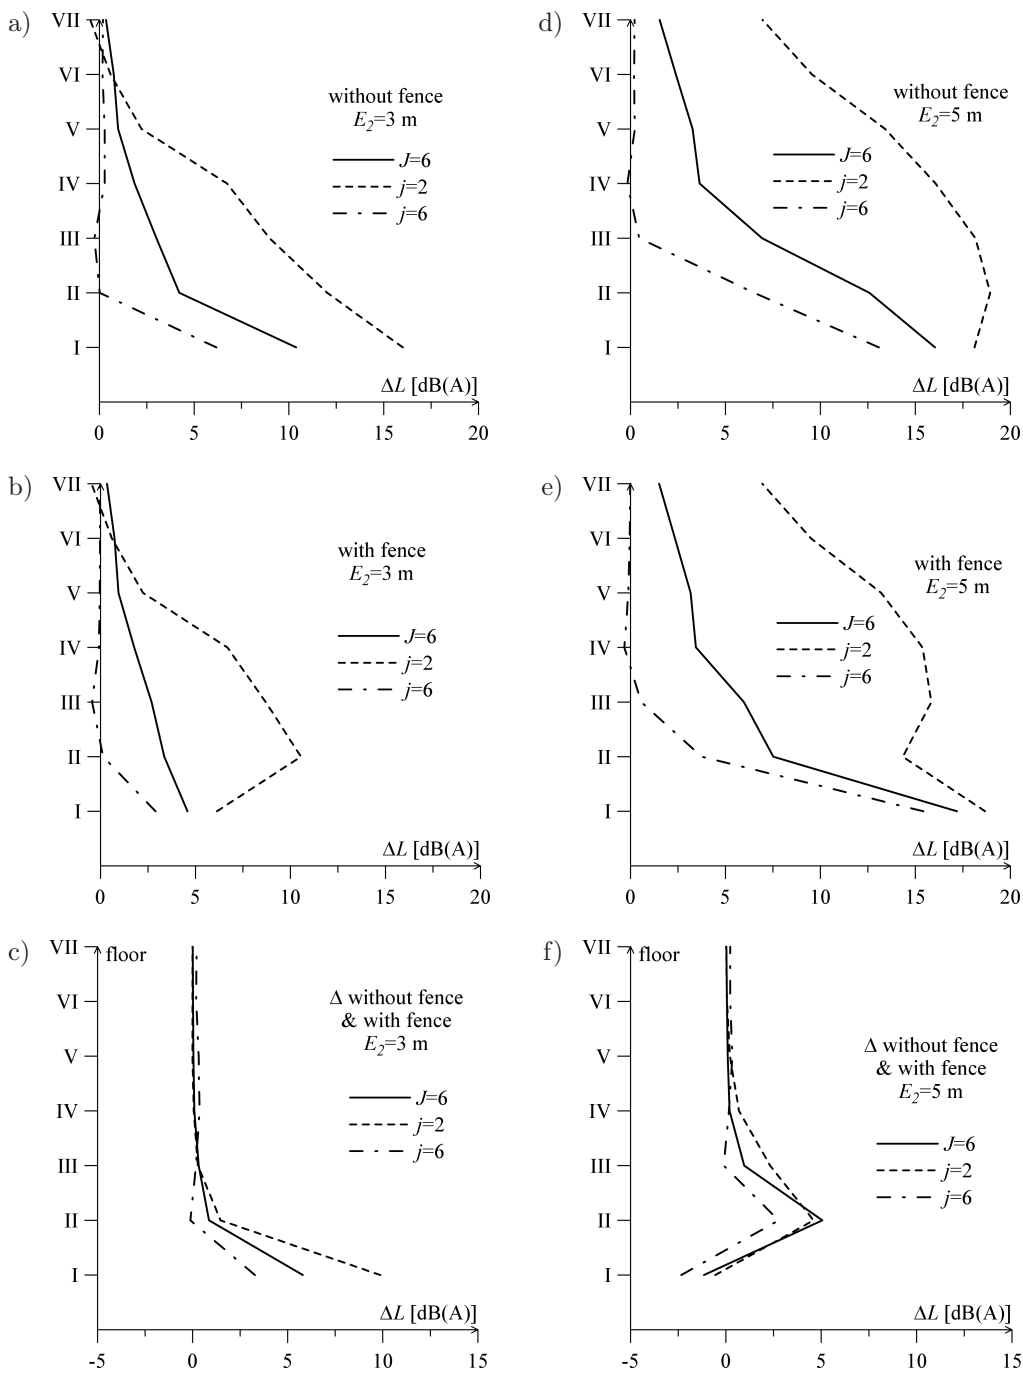 a)
VII
VI
V
IV
III
II
I
without fence
E2=3 m
J=6
j=2
j=6
ΔL [dB(A)]
0 5 10 15 20
d)
VII
VI
V
IV
III
II
I
without fence
E2=5 m
J=6
j=2
j=6
ΔL [dB(A)]
0 5 10 15 20
b)
VII
VI
V
IV
III
II
I
with fence
E2=3 m
J=6
j=2
j=6
ΔL [dB(A)]
0 5 10 15 20
e)
VII
VI
V
IV
III
II
I
with fence
E2=5 m
J=6
j=2
j=6
ΔL [dB(A)]
0 5 10 15 20
c)
VII
floor
VI
V
IV
III
II
I
Δ without fence
& with fence
E2=3 m
J=6
j=2
j=6
ΔL [dB(A)]
-5 0 5 10 15
f)
VII
floor
VI
V
IV
III
II
I
Δ without fence
& with fence
E2=5 m
J=6
j=2
j=6
ΔL [dB(A)]
-5 0 5 10 15